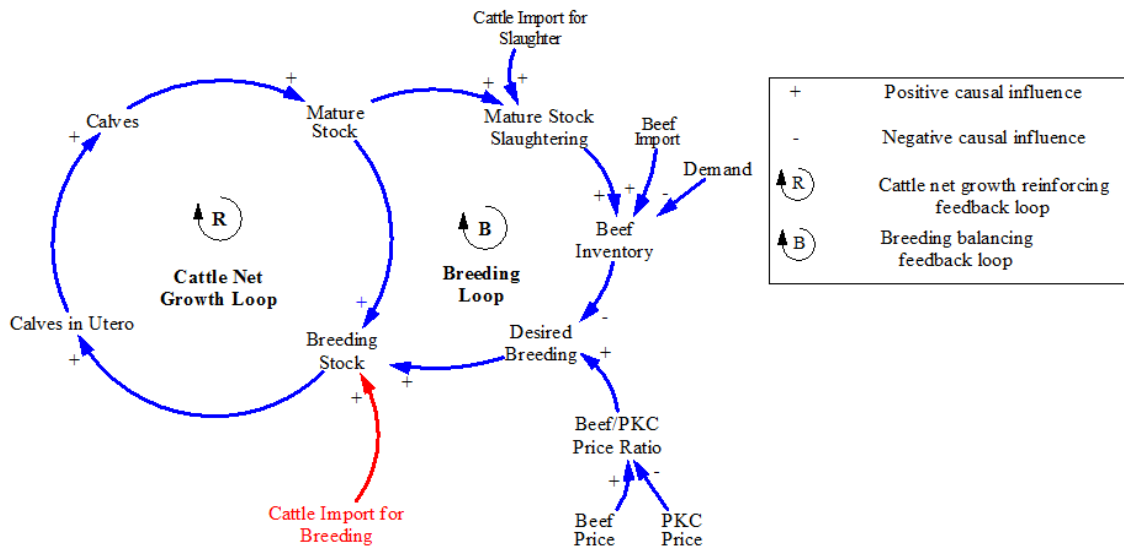 Cattle Import for
Slaughter
+
+
+
Calves
+
Mature
Stock
Mature Stock
Slaughtering
Beef
Import
Demand
+
+
-
R
Cattle Net
Growth Loop
B
Breeding
Loop
Beef
Inventory
Calves in Utero
+
+
Breeding
Stock
+
+
Desired
Breeding
-
+
Beef/PKC
Price Ratio
+
-
Cattle Import for
Breeding
Beef
Price
PKC
Price
+ Positive causal influence
- Negative causal influence
R Cattle net growth reinforcing
feedback loop
B Breeding balancing
feedback loop